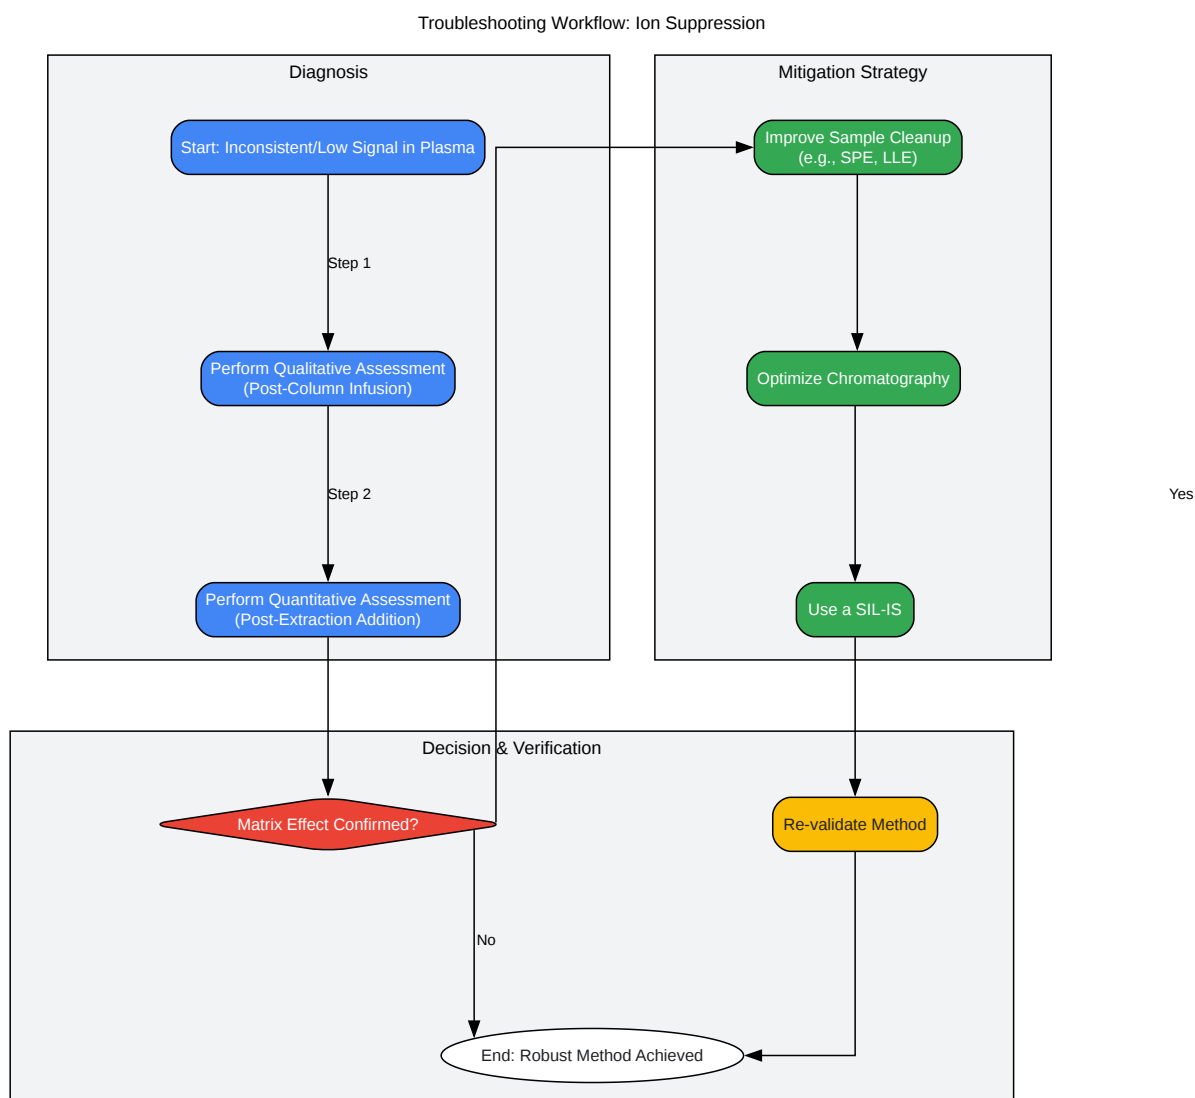 Troubleshooting Workflow: Ion Suppression
Diagnosis
Start: Inconsistent/Low Signal in Plasma
Step 1
Perform Qualitative Assessment
(Post-Column Infusion)
Step 2
Perform Quantitative Assessment
(Post-Extraction Addition)
Mitigation Strategy
Improve Sample Cleanup
(e.g., SPE, LLE)
Optimize Chromatography
Use a SIL-IS
Yes
Decision & Verification
Matrix Effect Confirmed?
Re-validate Method
No
End: Robust Method Achieved